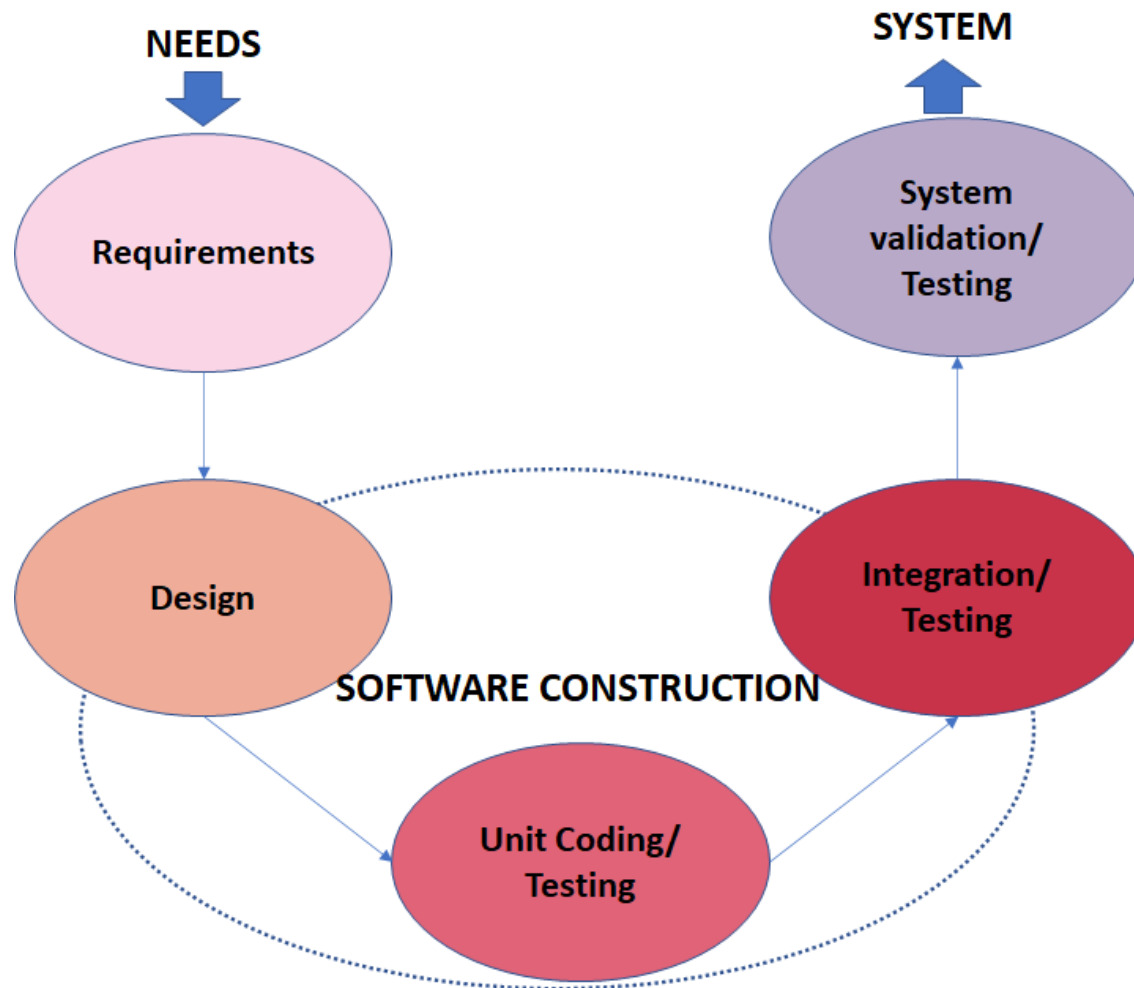 NEEDS
SYSTEM
Requirements
System
validation/
Testing
Design
Integration/
Testing
SOFTWARE CONSTRUCTION
Unit Coding/
Testing